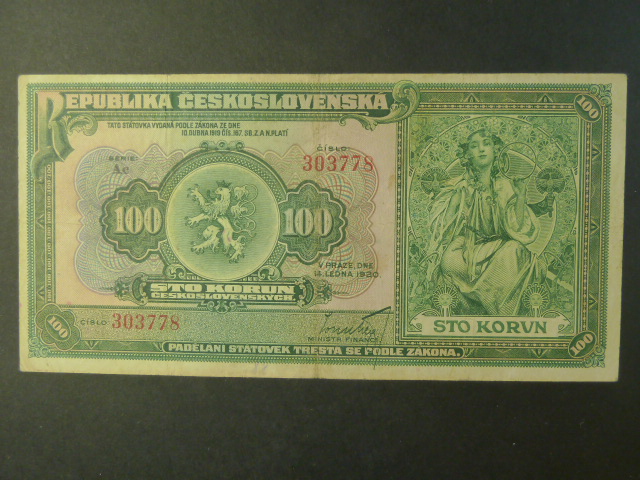 REPUBLIKA ČESKOSLOVENSKÁ
100
TATO STÁTOVKA VYDANÁ PODLE ZÁKONA ZE DNE
10. DUBNA 1919 ČÍS. 187. SB. Z. A N. PLATÍ
SERIE:
Ac
ČÍSLO
303778
100
100
V PRAZE, DNE
14. LEDNA 1920.
STO KORUN
ČESKOSLOVENSKÝCH.
ČÍSLO 303778
MINISTR FINANCÍ
STO KORVN
100
PADĚLÁNÍ STÁTOVEK TRESTÁ SE PODLE ZÁKONA.
100